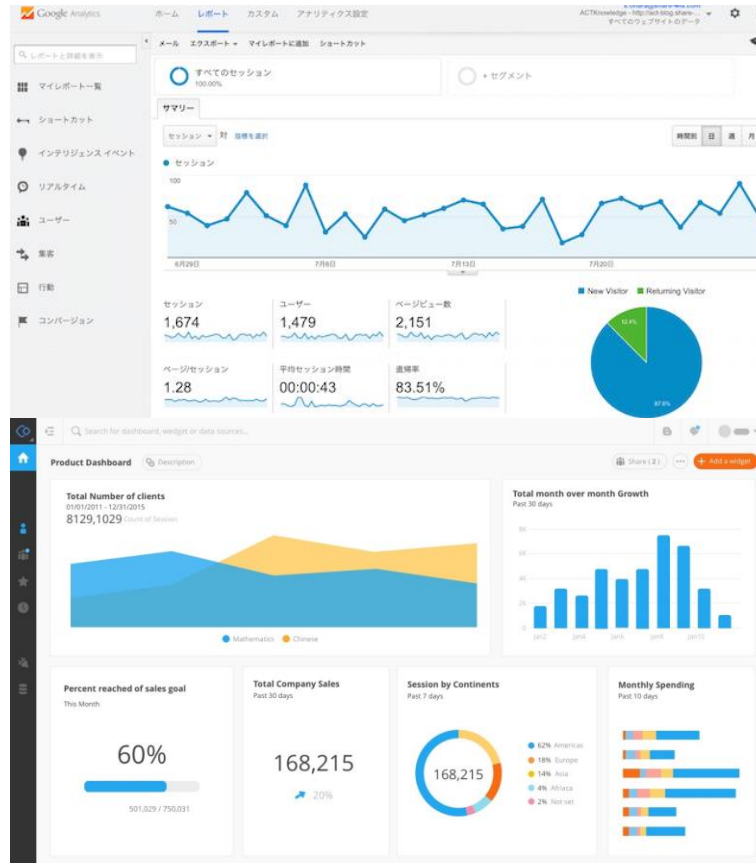 Google Analytics
ホーム レポート カスタム アナリティクス設定
ACTKnowledge - http://act-blog.share-...
すべてのウェブサイトのデータ
レポートと詳細を表示
メール エクスポート マイレポートに追加 ショートカット
すべてのセッション
100.00%
+ セグメント
マイレポート一覧
ショートカット
インテリジェンス イベント
リアルタイム
ユーザー
集客
行動
コンバージョン
サマリー
セッション 対 指標を選択
時間別 日 週 月
セッション
100
50
6月29日 7月6日 7月13日 7月20日
New Visitor Returning Visitor
セッション ユーザー ページビュー数
1,674 1,479 2,151
12.4%
ページ/セッション 平均セッション時間 直帰率
1.28 00:00:43 83.51%
87.6%
Search for dashboard, wedget or data sources...
Product Dashboard Description
Share ( 2 ) Add a widget
Total Number of clients
01/01/2011 - 12/31/2015
8129,1029 Count of Session
Mathematics Chinese
Total month over month Growth
Past 30 days
8K
6K
4K
2K
0
Jan2 Jan4 Jan6 Jan8 Jan10
Percent reached of sales goal
This Month
60%
501,029 / 750,031
Total Company Sales
Past 30 days
168,215
20%
Session by Continents
Past 7 days
168,215
62% Americas
18% Europe
14% Asia
4% Afriaca
2% Not set
Monthly Spending
Past 10 days